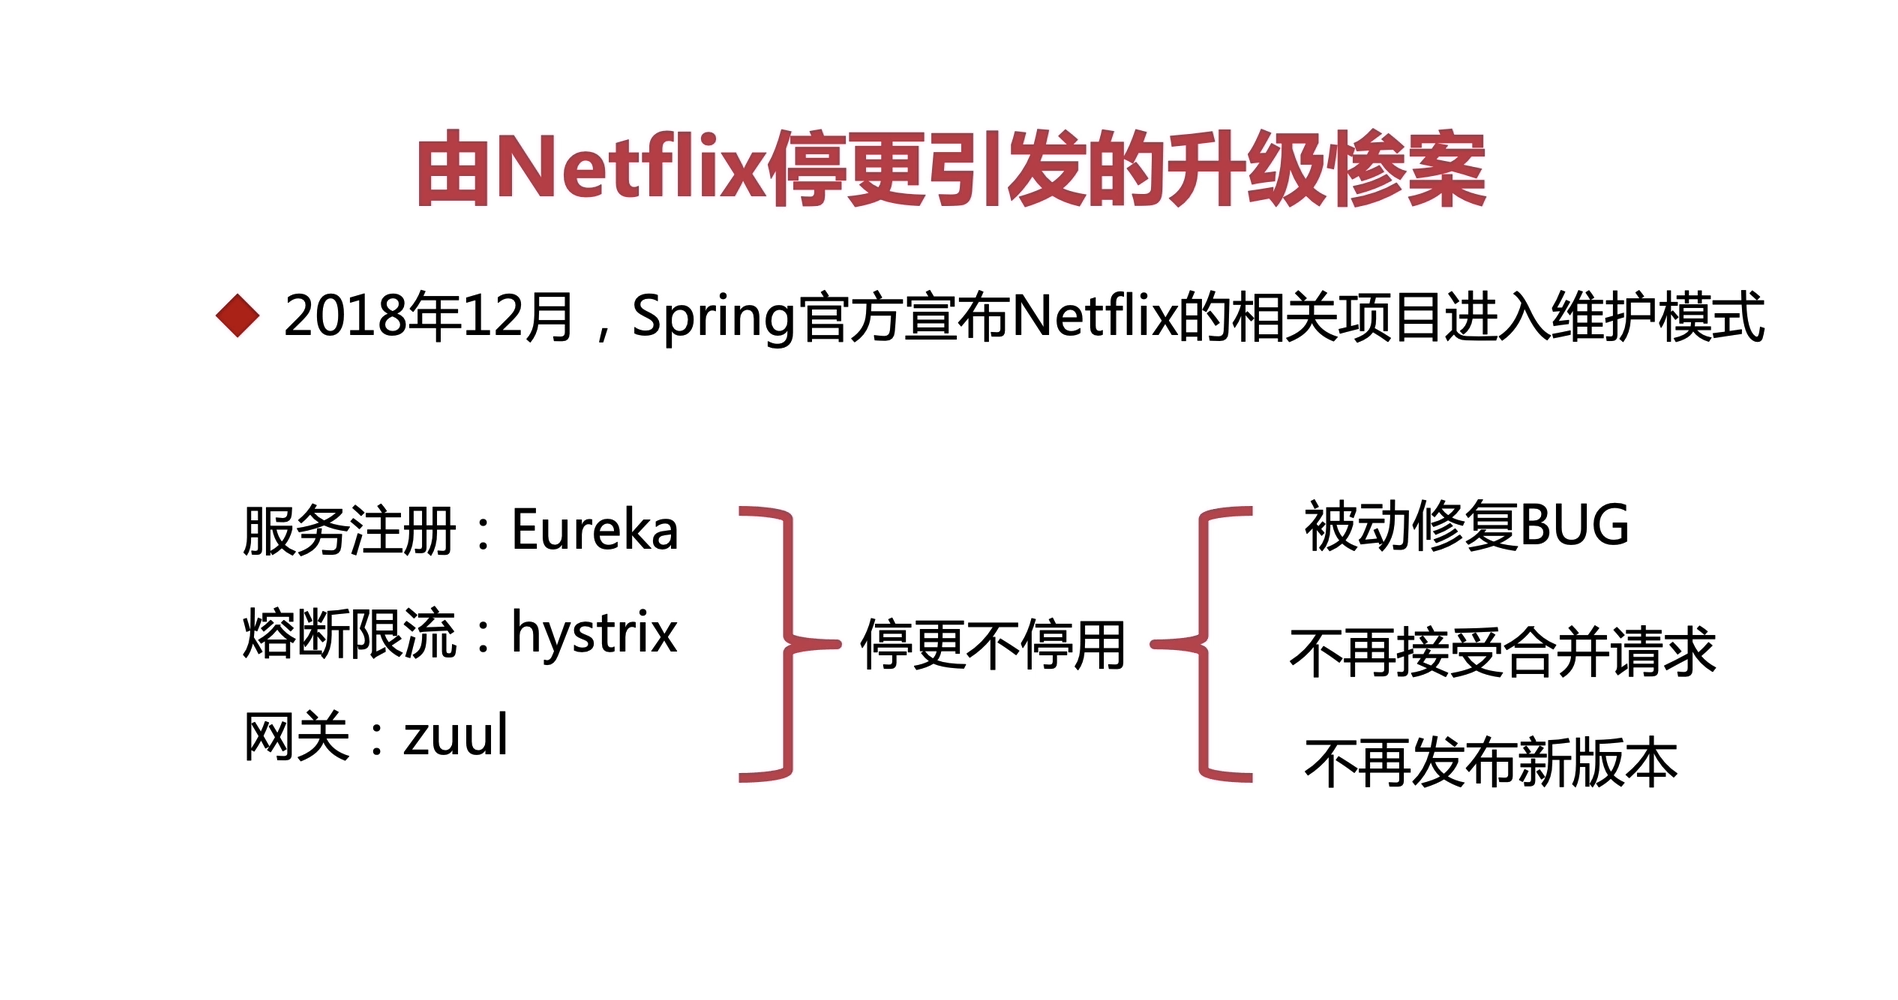 由Netflix停更引发的升级惨案
2018年12月，Spring官方宣布Netflix的相关项目进入维护模式
服务注册：Eureka
熔断限流：hystrix
网关：zuul
停更不停用
被动修复BUG
不再接受合并请求
不再发布新版本